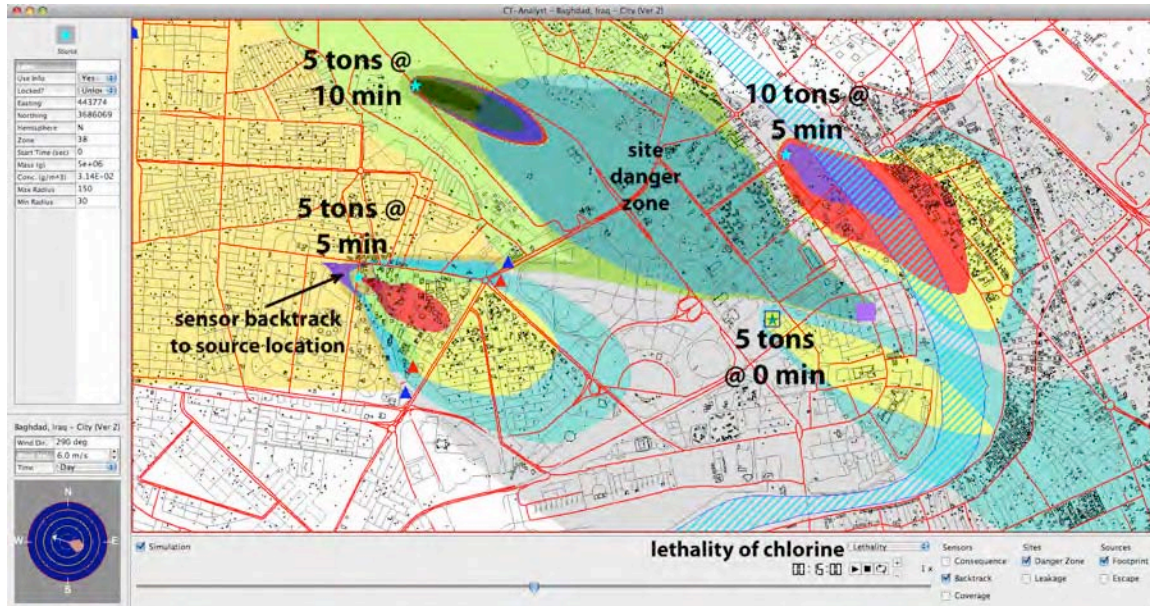 CT-Analyst - Baghdad, Iraq - City (Ver 2)
Source
Use Info Yes
Locked?
Easting 443774
Northing 3686069
Hemisphere N
Zone 38
Start Time (sec) 0
Mass (g) 5e+06
Conc. (g/m^3) 3.14E-02
Max Radius 150
Min Radius 30
5 tons @
10 min
10 tons @
5 min
site
danger
zone
5 tons @
5 min
sensor backtrack
to source location
5 tons
@ 0 min
Baghdad, Iraq - City (Ver 2)
Wind Dir. 290 deg
6.0 m/s
Time Day
N
W E
S
Simulation
lethality of chlorine
Lethality
00:15:00
1 x
Sensors
Consequence
Backtrack
Coverage
Sites
Danger Zone
Leakage
Sources
Footprint
Escape